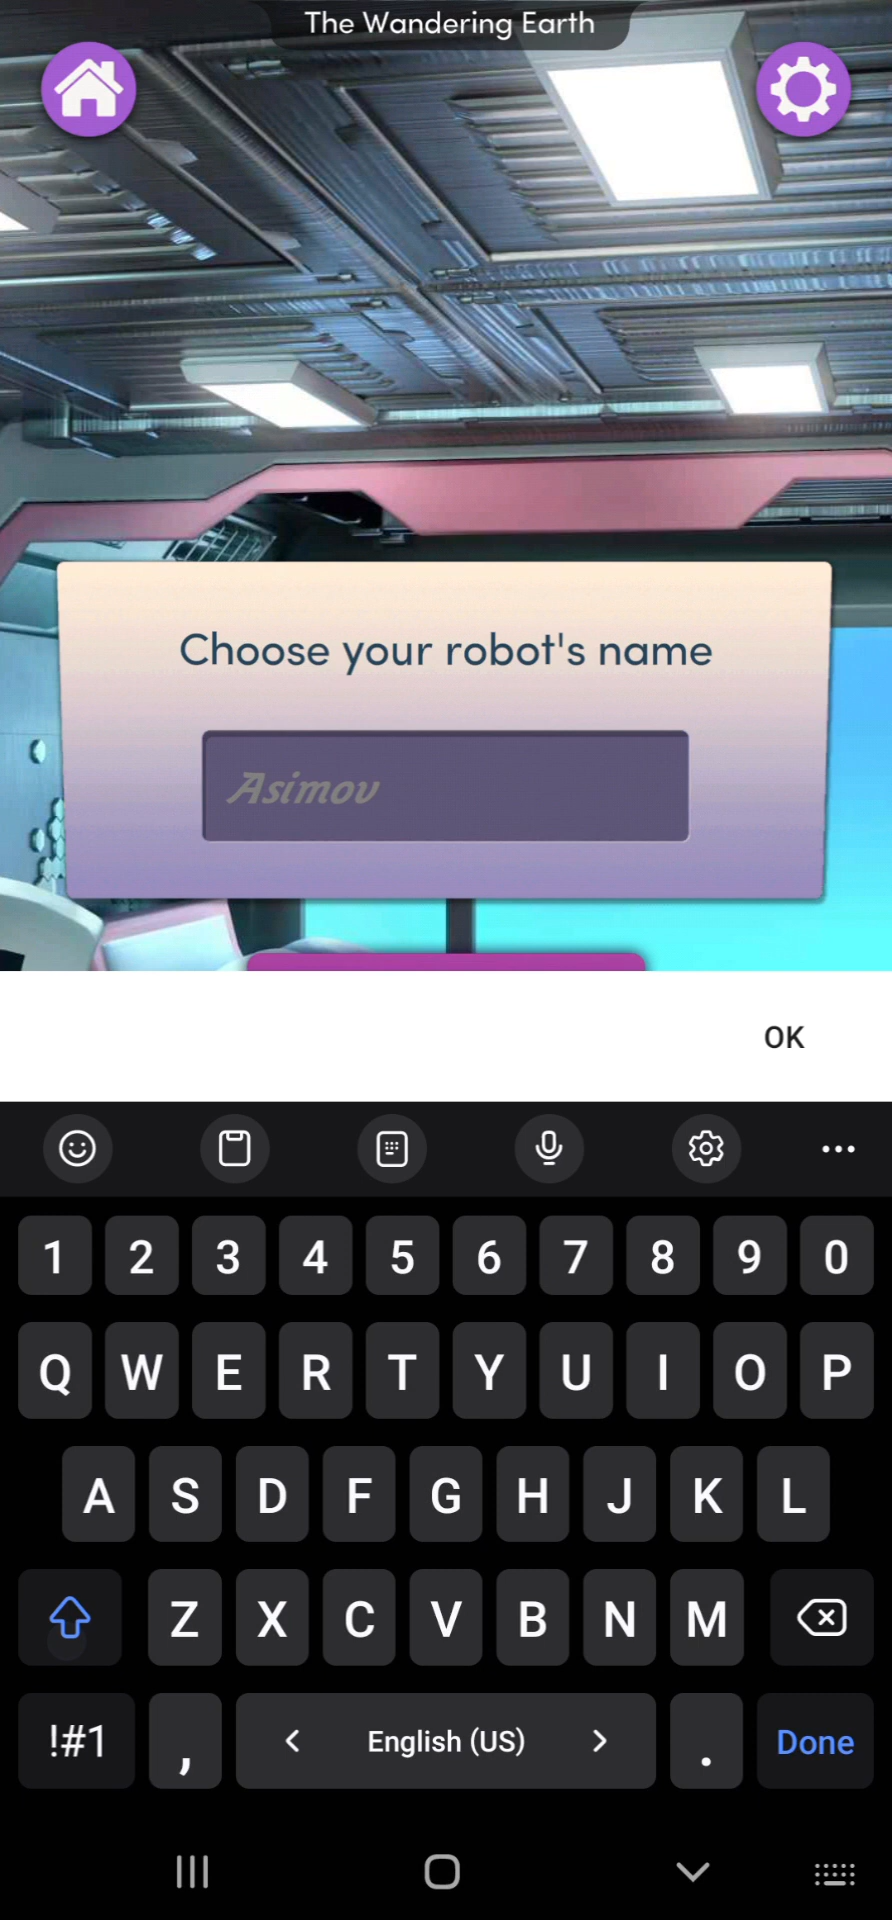 The Wandering Earth
Choose your robot's name
Asimov
OK
1 2 3 4 5 6 7 8 9 0
Q W E R T Y U I O P
A S D F G H J K L
Z X C V B N M
!#1 , < English (US) > . Done